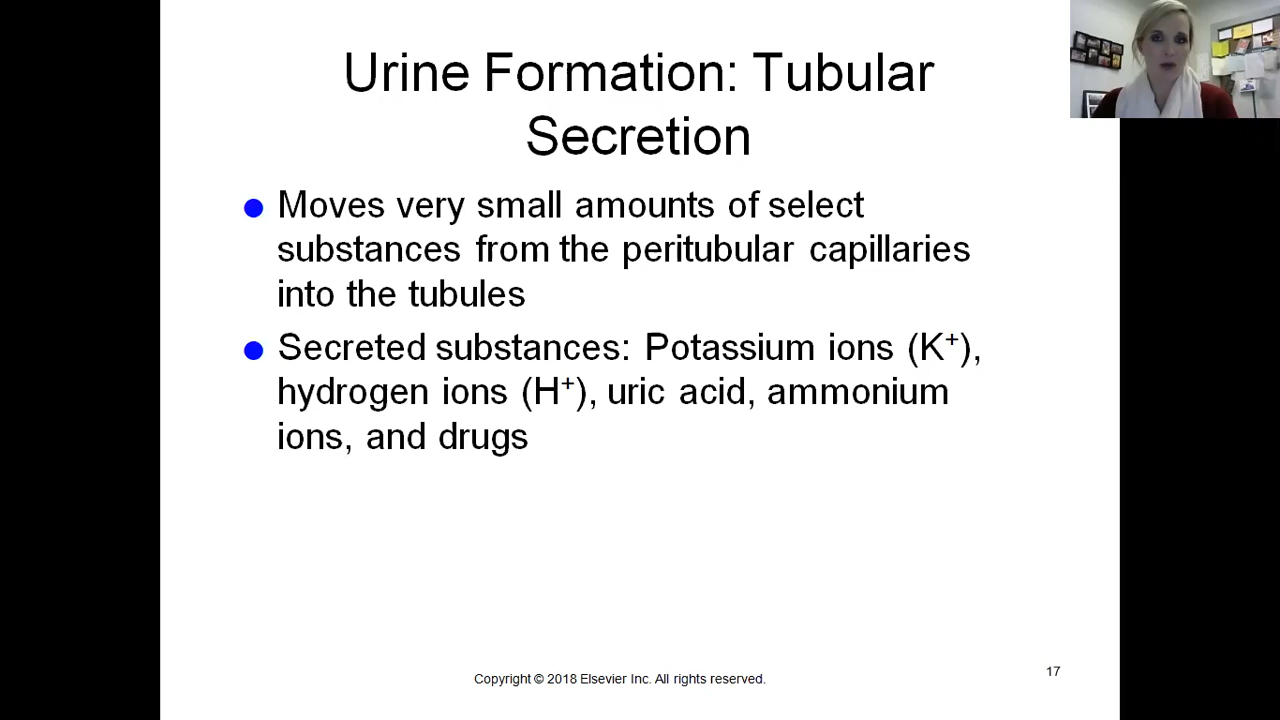 Urine Formation: Tubular
Secretion
● Moves very small amounts of select
substances from the peritubular capillaries
into the tubules
● Secreted substances: Potassium ions (K⁺),
hydrogen ions (H⁺), uric acid, ammonium
ions, and drugs
Copyright © 2018 Elsevier Inc. All rights reserved.
17